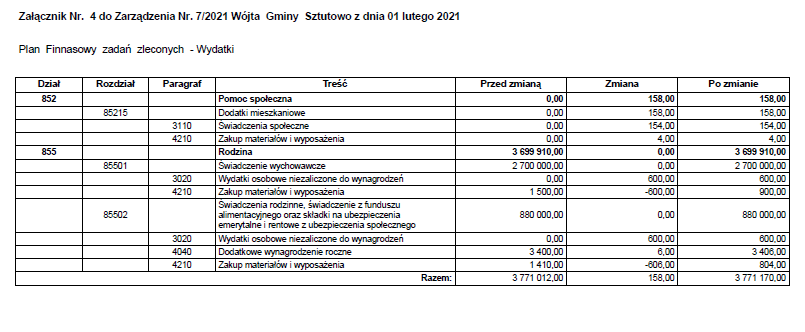 Załącznik Nr. 4 do Zarządzenia Nr. 7/2021 Wójta Gminy Sztutowo z dnia 01 lutego 2021
Plan Finnasowy zadań zleconych - Wydatki
Dział Rozdział Paragraf Treść Przed zmianą Zmiana Po zmianie
852 Pomoc społeczna 0,00 158,00 158,00
85215 Dodatki mieszkaniowe 0,00 158,00 158,00
3110 Świadczenia społeczne 0,00 154,00 154,00
4210 Zakup materiałów i wyposażenia 0,00 4,00 4,00
855 Rodzina 3 699 910,00 0,00 3 699 910,00
85501 Świadczenie wychowawcze 2 700 000,00 0,00 2 700 000,00
3020 Wydatki osobowe niezaliczone do wynagrodzeń 0,00 600,00 600,00
4210 Zakup materiałów i wyposażenia 1 500,00 -600,00 900,00
Świadczenia rodzinne, świadczenie z funduszu
85502 alimentacyjnego oraz składki na ubezpieczenia 880 000,00 0,00 880 000,00
emerytalne i rentowe z ubezpieczenia społecznego
3020 Wydatki osobowe niezaliczone do wynagrodzeń 0,00 600,00 600,00
4040 Dodatkowe wynagrodzenie roczne 3 400,00 6,00 3 406,00
4210 Zakup materiałów i wyposażenia 1 410,00 -606,00 804,00
Razem: 3 771 012,00 158,00 3 771 170,00